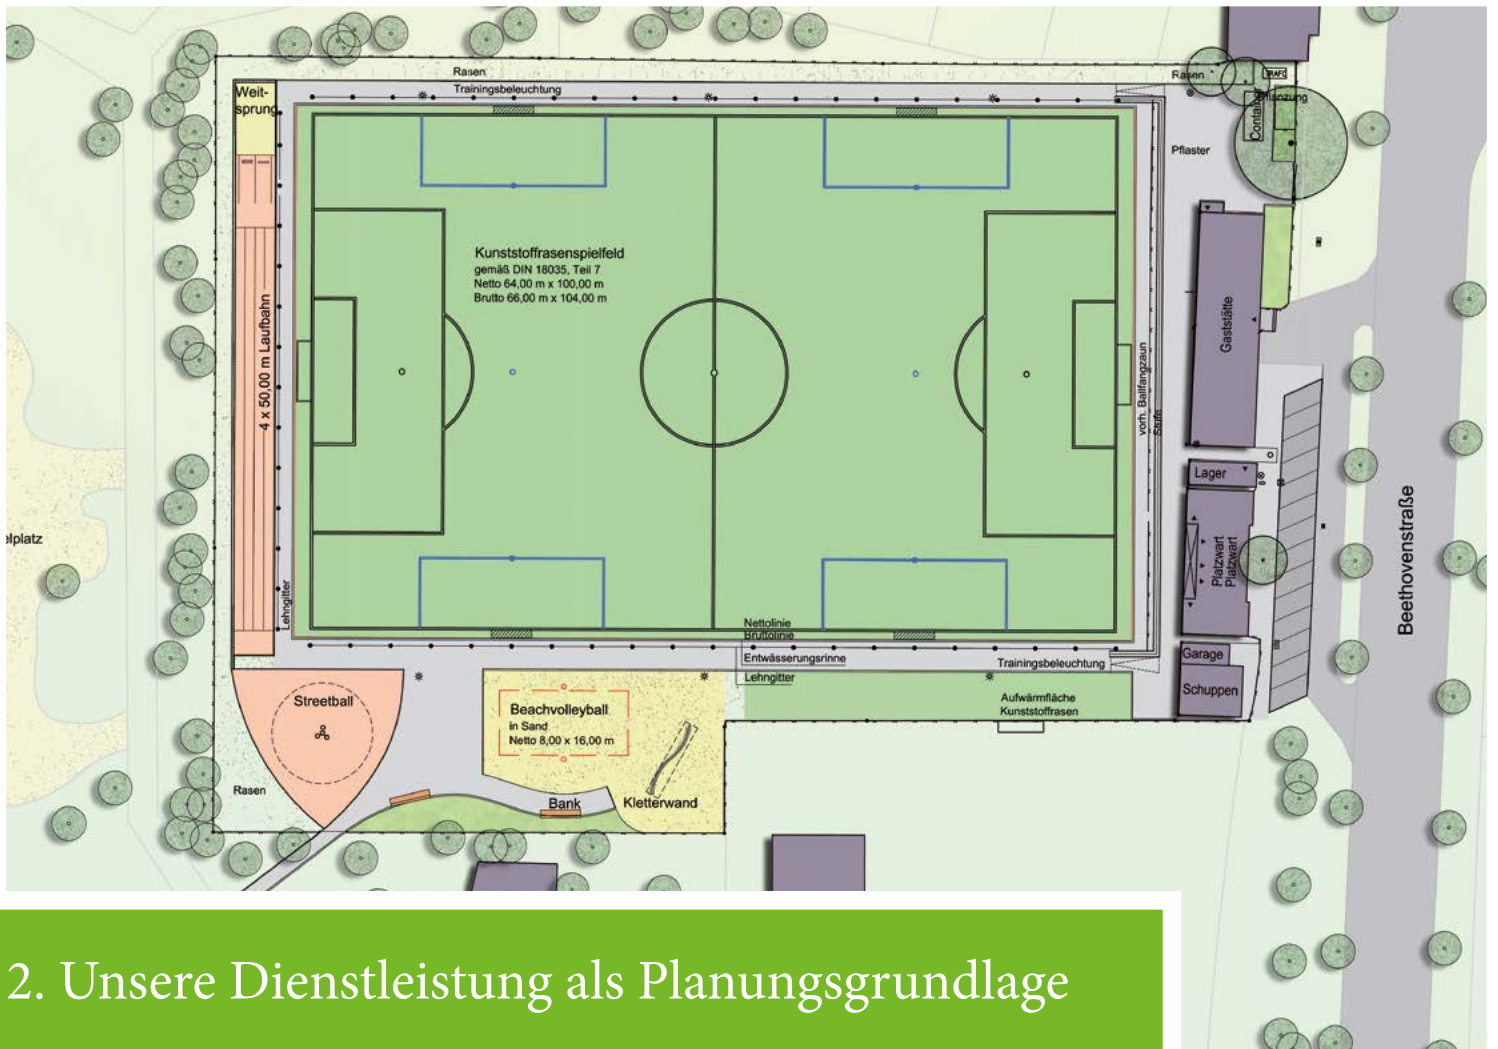 Rasen
Trainingsbeleuchtung
Rasen
TRAFO
Weit-
sprung
Container
Pflanzung
Pflaster
Kunststoffrasenspielfeld
gemäß DIN 18035, Teil 7
Netto 64,00 m x 100,00 m
Brutto 66,00 m x 104,00 m
4 x 50,00 m Laufbahn
Gaststätte
vorh. Ballfangzaun
Stufe
Lager
elplatz
Platzwart
Platzwart
Beethovenstraße
Lehngitter
Nettolinie
Bruttolinie
Entwässerungsrinne
Trainingsbeleuchtung
Lehngitter
Garage
Schuppen
Streetball
Beachvolleyball
in Sand
Netto 8,00 x 16,00 m
Aufwärmfläche
Kunststoffrasen
Rasen
Bank
Kletterwand
2. Unsere Dienstleistung als Planungsgrundlage